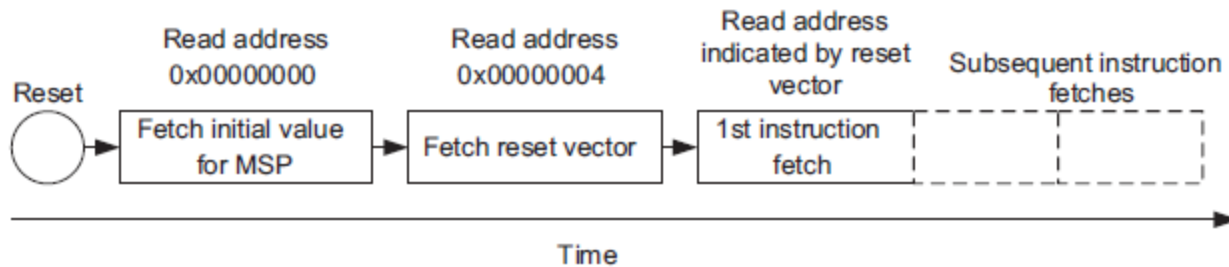 Reset
Read address
0x00000000
Fetch initial value
for MSP
Read address
0x00000004
Fetch reset vector
Read address
indicated by reset
vector
1st instruction
fetch
Subsequent instruction
fetches
Time